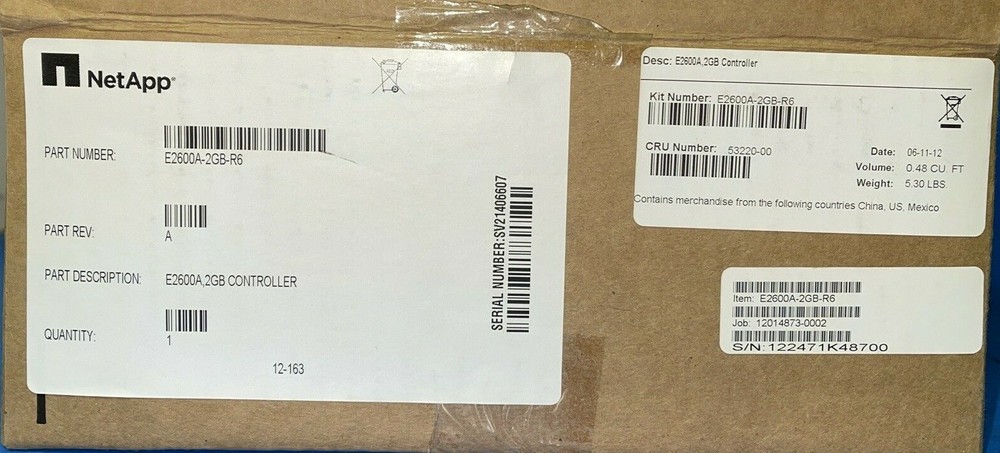 NetApp®
PART NUMBER:
E2600A-2GB-R6
PART REV:
A
PART DESCRIPTION: E2600A,2GB CONTROLLER
QUANTITY:
1
12-163
SERIAL NUMBER:SV21406607
Desc: E2600A,2GB Controller
Kit Number: E2600A-2GB-R6
CRU Number: 53220-00
Date: 06-11-12
Volume: 0.48 CU. FT
Weight: 5.30 LBS.
Contains merchandise from the following countries China, US, Mexico
Item: E2600A-2GB-R6
Job: 12014873-0002
S/N:122471K48700